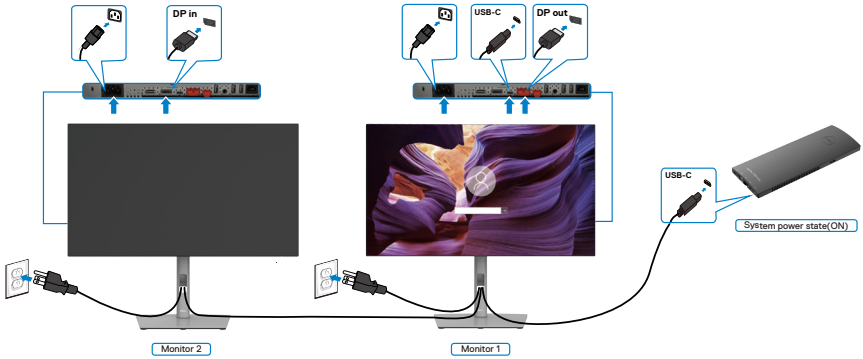 DP in
USB-C
DP out
USB-C
System power state(ON)
Monitor 2
Monitor 1